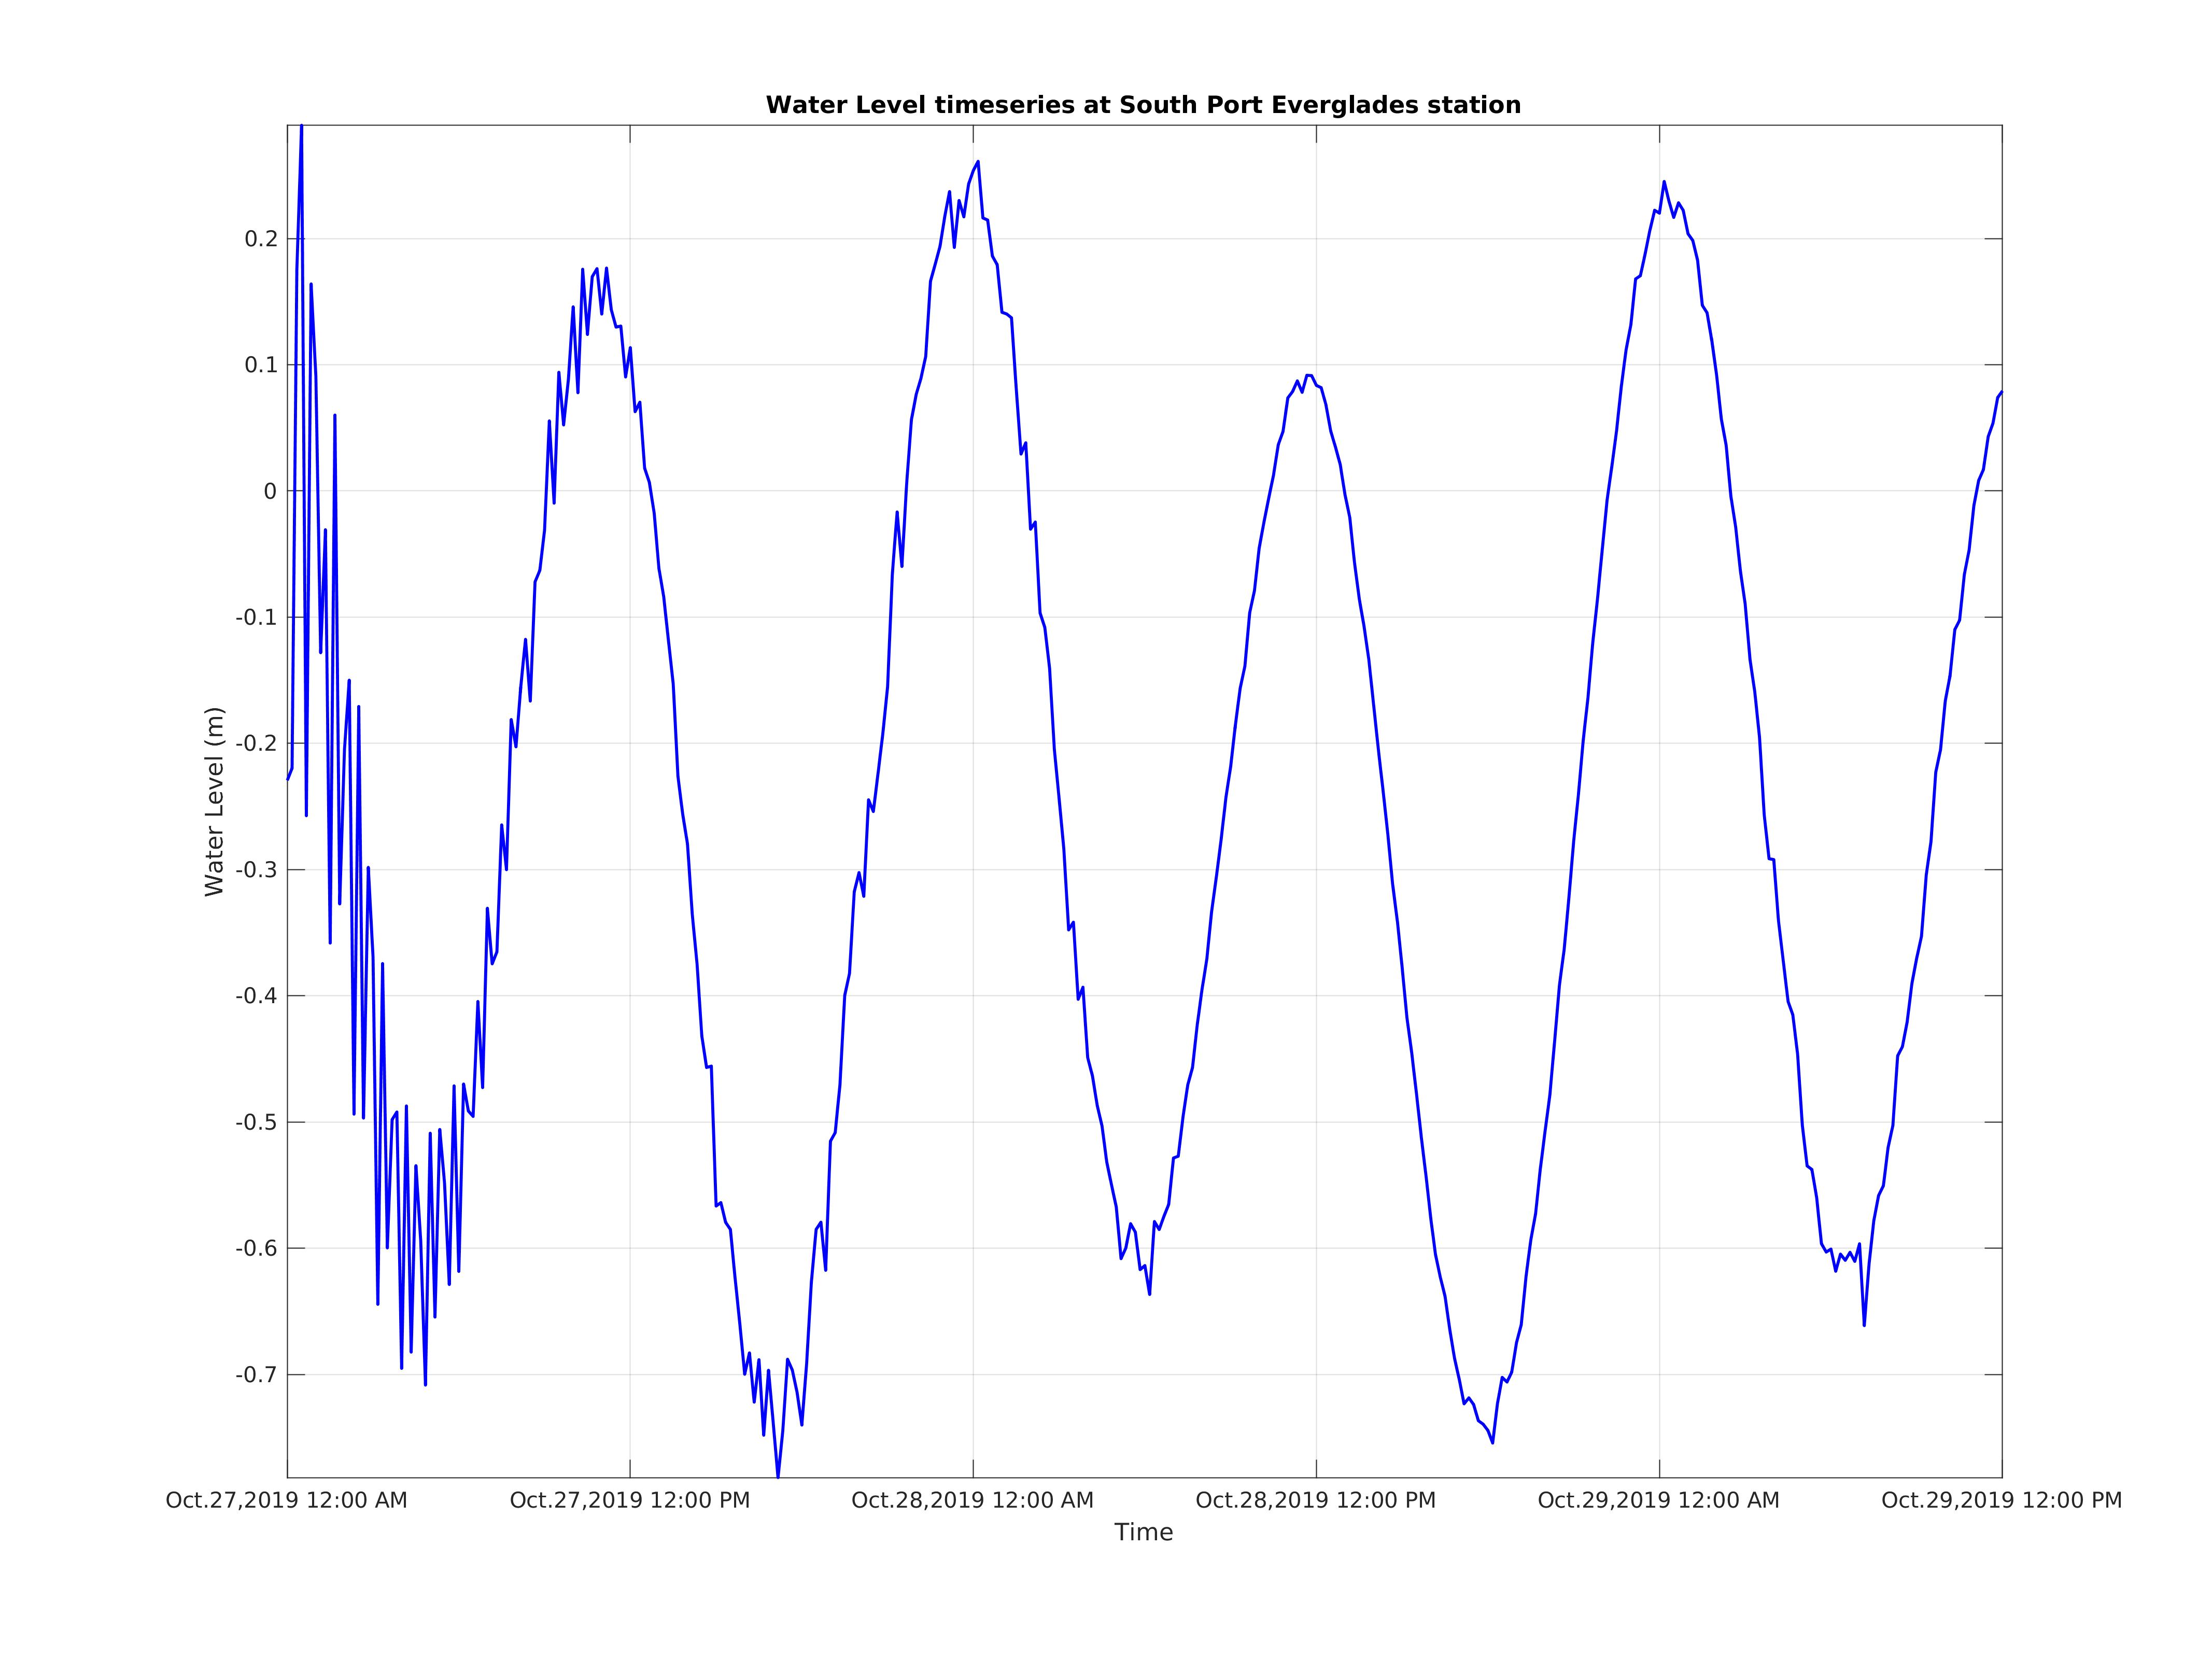 Water Level timeseries at South Port Everglades station
0.2
0.1
0
-0.1
-0.2
-0.3
-0.4
-0.5
-0.6
-0.7
Water Level (m)
Oct.27,2019 12:00 AM
Oct.27,2019 12:00 PM
Oct.28,2019 12:00 AM
Oct.28,2019 12:00 PM
Oct.29,2019 12:00 AM
Oct.29,2019 12:00 PM
Time